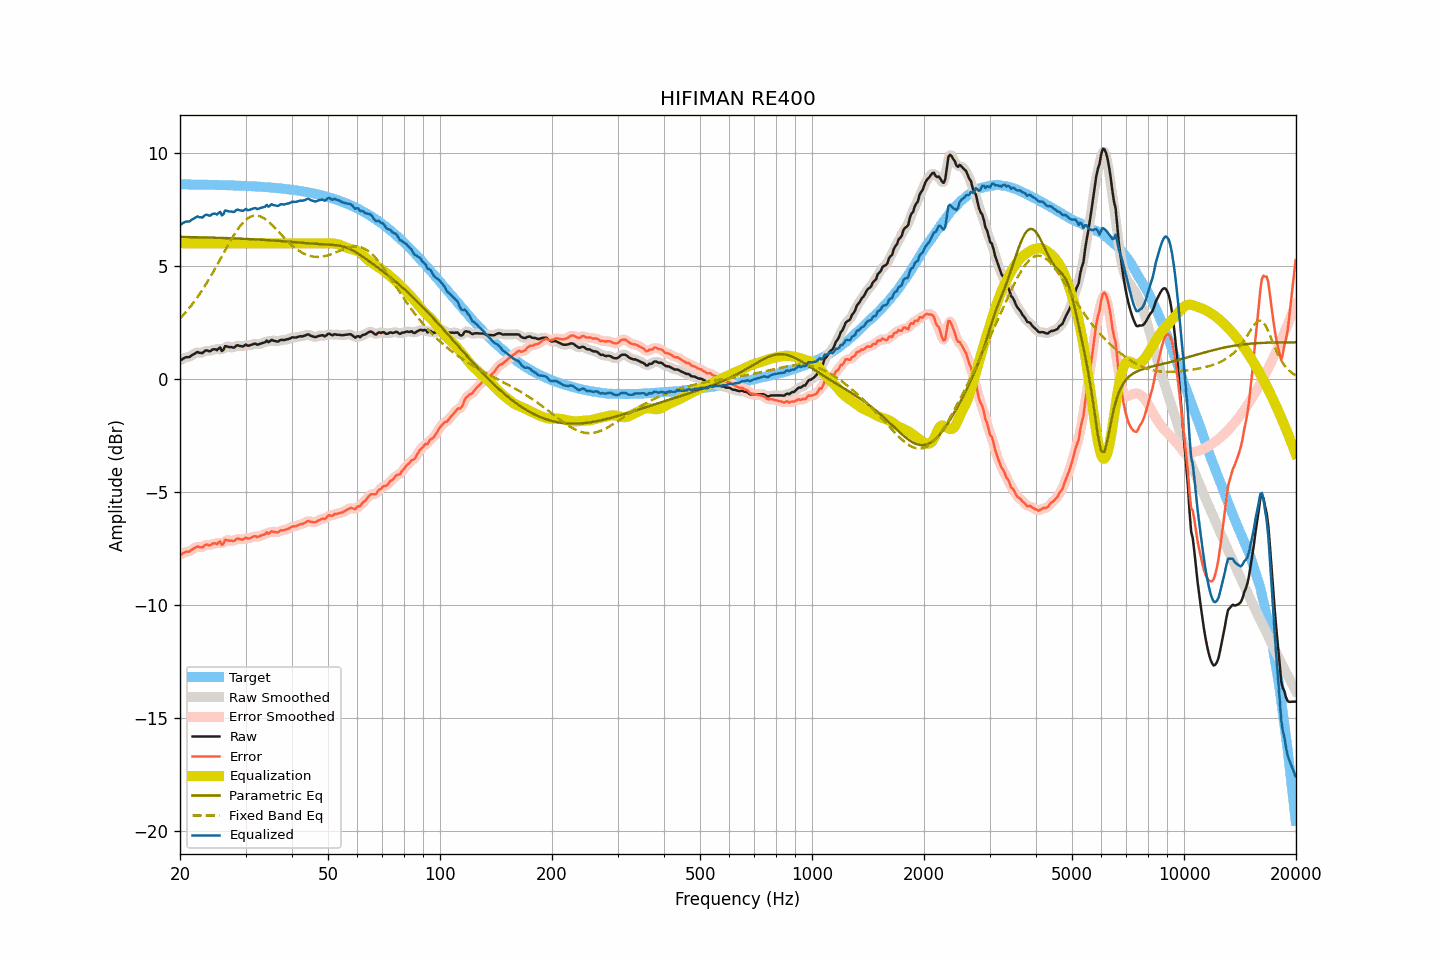 HIFIMAN RE400
Amplitude (dBr)
10
5
0
−5
−10
−15
−20
Target
Raw Smoothed
Error Smoothed
Raw
Error
Equalization
Parametric Eq
Fixed Band Eq
Equalized
20 50 100 200 500 1000 2000 5000 10000 20000
Frequency (Hz)